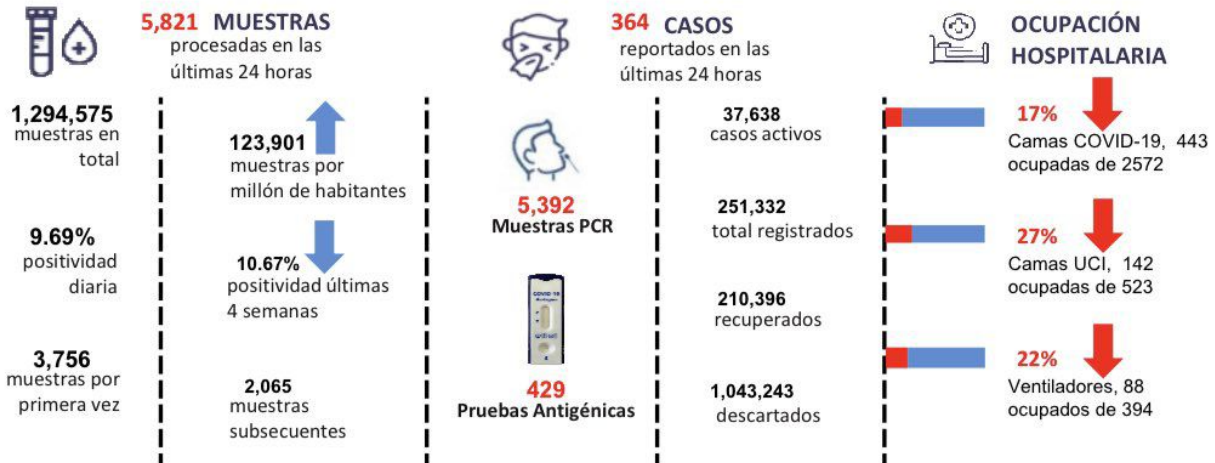 5,821 MUESTRAS
procesadas en las
últimas 24 horas
1,294,575
muestras en
total
9.69%
positividad
diaria
3,756
muestras por
primera vez
123,901
muestras por
millón de habitantes
10.67%
positividad últimas
4 semanas
2,065
muestras
subsecuentes
364 CASOS
reportados en las
últimas 24 horas
5,392
Muestras PCR
COVID-19
429
Pruebas Antigénicas
37,638
casos activos
251,332
total registrados
210,396
recuperados
1,043,243
descartados
OCUPACIÓN
HOSPITALARIA
17%
Camas COVID-19, 443
ocupadas de 2572
27%
Camas UCI, 142
ocupadas de 523
22%
Ventiladores, 88
ocupados de 394